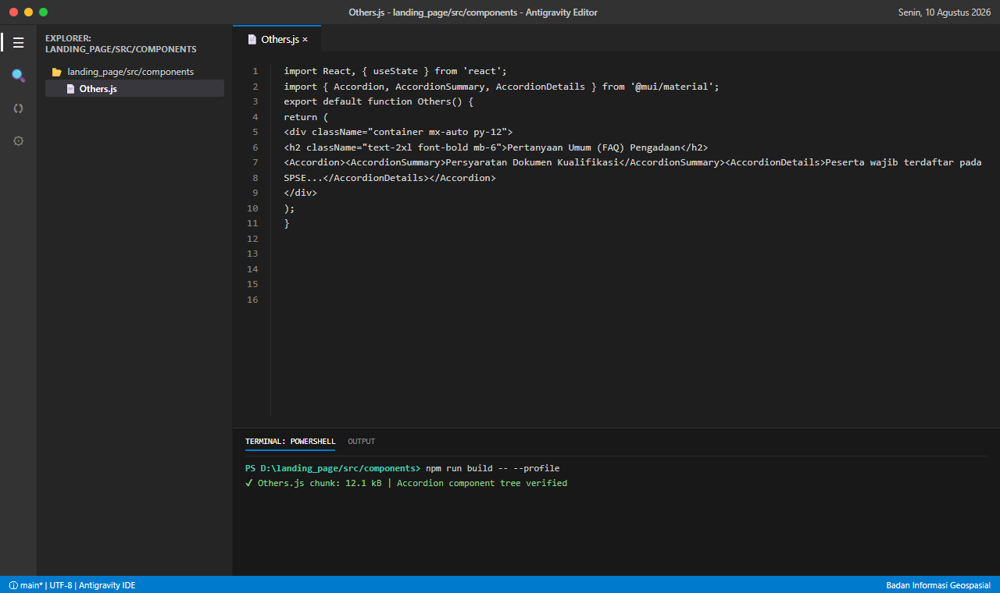 Others.js - landing_page/src/components - Antigravity Editor
Senin, 10 Agustus 2026
EXPLORER:
LANDING_PAGE/SRC/COMPONENTS
landing_page/src/components
Others.js
Others.js ×
1 import React, { useState } from 'react';
2 import { Accordion, AccordionSummary, AccordionDetails } from '@mui/material';
3 export default function Others() {
4 return (
5 <div className="container mx-auto py-12">
6 <h2 className="text-2xl font-bold mb-6">Pertanyaan Umum (FAQ) Pengadaan</h2>
7 <Accordion><AccordionSummary>Persyaratan Dokumen Kualifikasi</AccordionSummary><AccordionDetails>Peserta wajib terdaftar pada
8 SPSE...</AccordionDetails></Accordion>
9 </div>
10 );
11 }
12
13
14
15
16
TERMINAL: POWERSHELL OUTPUT
PS D:\landing_page/src/components> npm run build -- --profile
✓ Others.js chunk: 12.1 kB | Accordion component tree verified
main* | UTF-8 | Antigravity IDE
Badan Informasi Geospasial